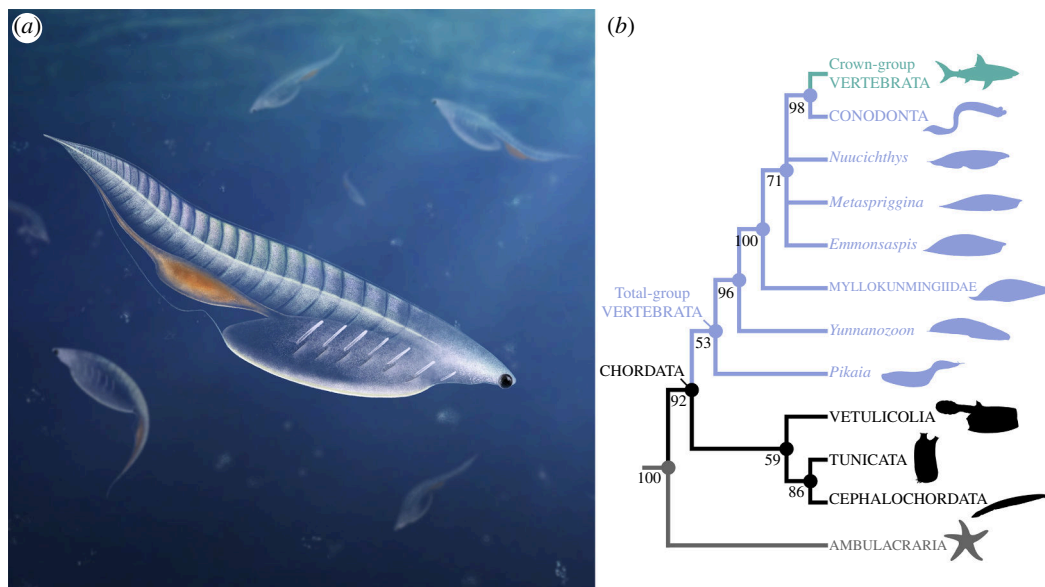 (a)
(b)
Crown-group
VERTEBRATA
98
CONODONTA
Nuucichthys
71
Metaspriggina
100
Emmonsaspis
MYLLOKUNMINGIIDAE
96
Total-group
VERTEBRATA
Yunnanozoon
53
Pikaia
CHORDATA
92
VETULICOLIA
59
TUNICATA
100
86
CEPHALOCHORDATA
AMBULACRARIA